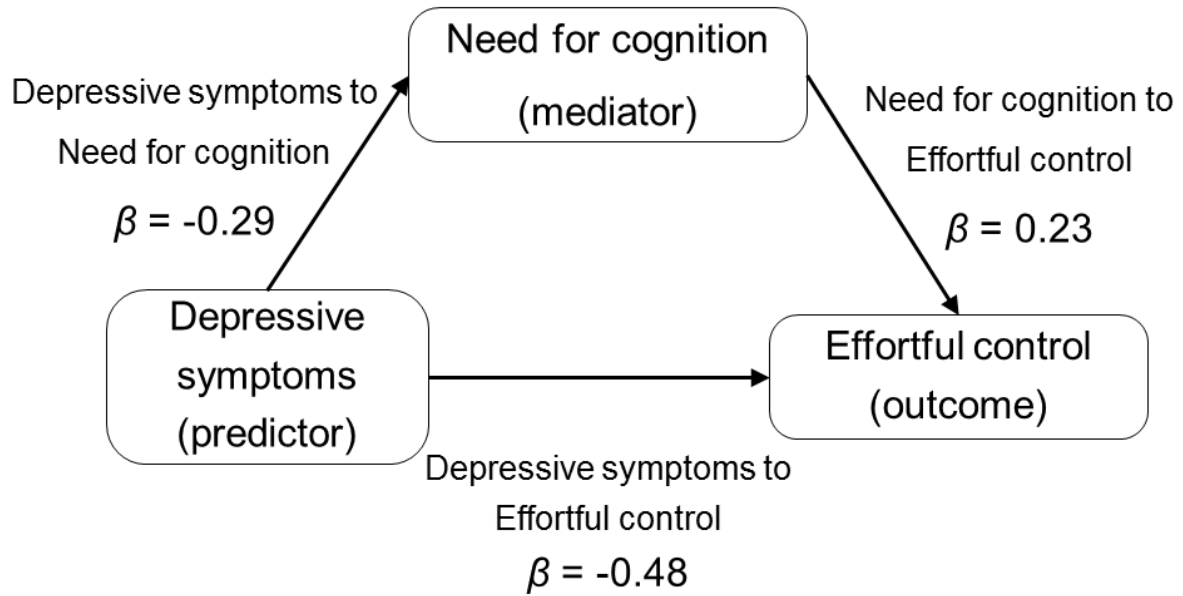 Need for cognition
(mediator)
Depressive symptoms to
Need for cognition
β = -0.29
Need for cognition to
Effortful control
β = 0.23
Depressive
symptoms
(predictor)
Effortful control
(outcome)
Depressive symptoms to
Effortful control
β = -0.48